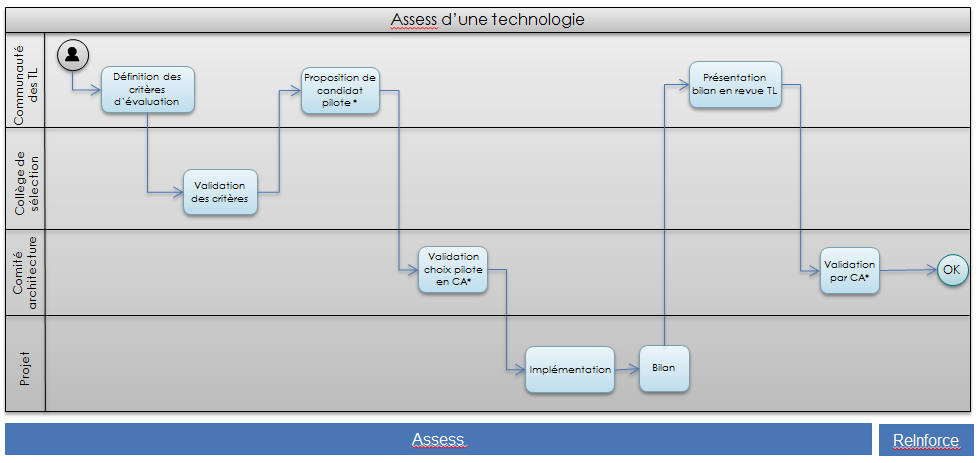 Assess d’une technologie
Communauté
des TL
Définition des
critères
d’évaluation
Proposition de
candidat
pilote *
Présentation
bilan en revue TL
Collège de
sélection
Validation
des critères
Comité
architecture
Validation
choix pilote
en CA*
Validation
par CA*
OK
Projet
Implémentation
Bilan
Assess
ReInforce